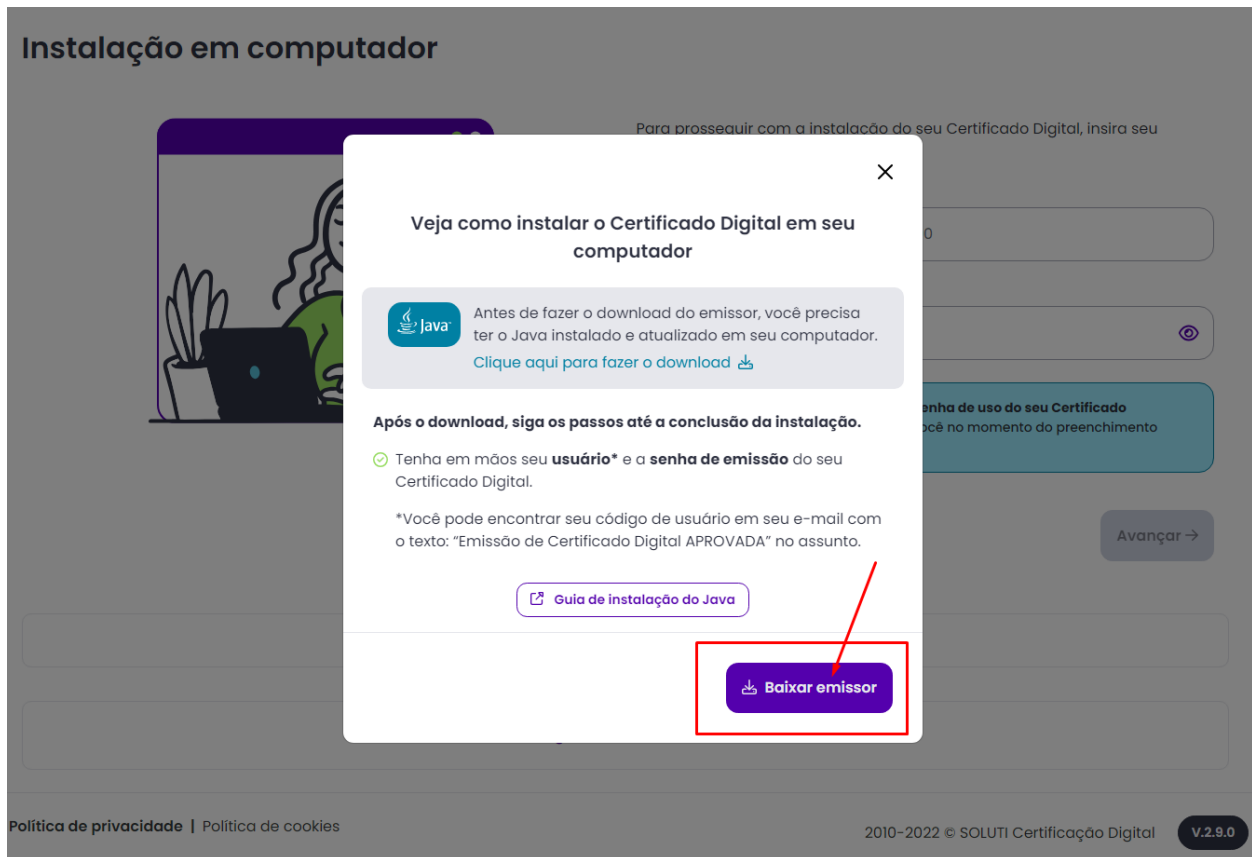 Instalação em computador
Para prosseguir com a instalação do seu Certificado Digital, insira seu
Veja como instalar o Certificado Digital em seu
computador
0
Java
Antes de fazer o download do emissor, você precisa
ter o Java instalado e atualizado em seu computador.
Clique aqui para fazer o download
Após o download, siga os passos até a conclusão da instalação.
enha de uso do seu Certificado
ocê no momento do preenchimento
Tenha em mãos seu usuário* e a senha de emissão do seu
Certificado Digital.
*Você pode encontrar seu código de usuário em seu e-mail com
o texto: “Emissão de Certificado Digital APROVADA” no assunto.
Avançar
Guia de instalação do Java
Baixar emissor
Política de privacidade | Política de cookies
2010-2022 © SOLUTI Certificação Digital
V.2.9.0